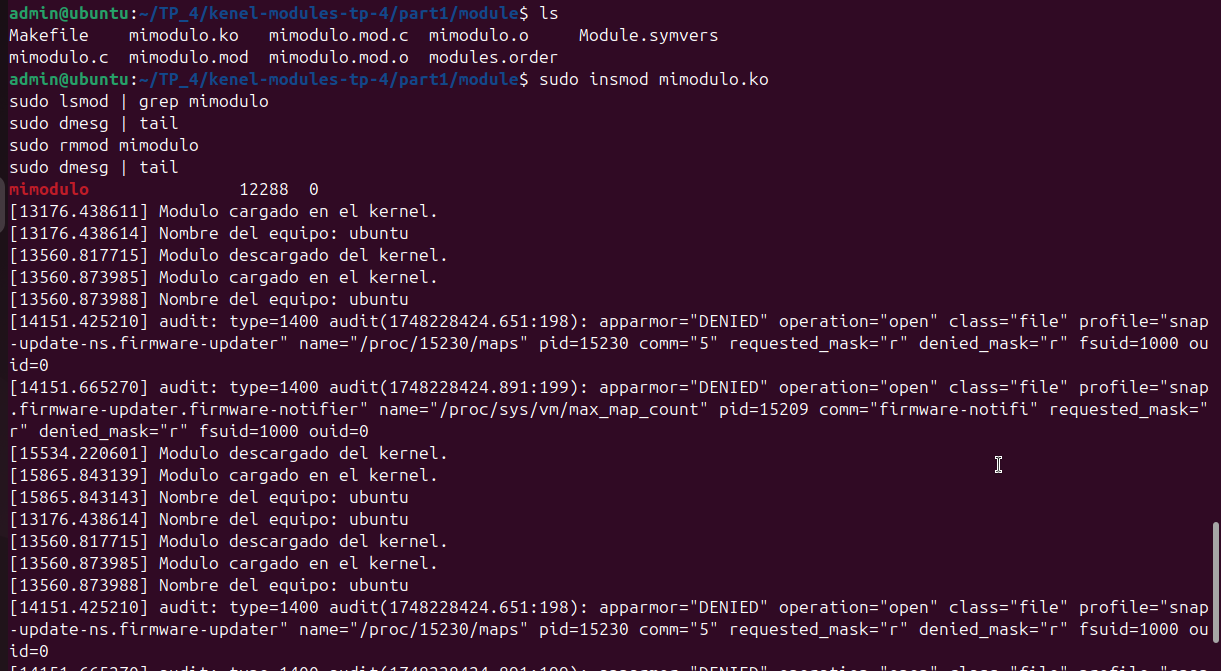 admin@ubuntu:~/TP_4/kenel-modules-tp-4/part1/module$ ls
Makefile    mimodulo.ko   mimodulo.mod.c  mimodulo.o     Module.symvers
mimodulo.c  mimodulo.mod  mimodulo.mod.o  modules.order
admin@ubuntu:~/TP_4/kenel-modules-tp-4/part1/module$ sudo insmod mimodulo.ko
sudo lsmod | grep mimodulo
sudo dmesg | tail
sudo rmmod mimodulo
sudo dmesg | tail
mimodulo               12288  0
[13176.438611] Modulo cargado en el kernel.
[13176.438614] Nombre del equipo: ubuntu
[13560.817715] Modulo descargado del kernel.
[13560.873985] Modulo cargado en el kernel.
[13560.873988] Nombre del equipo: ubuntu
[14151.425210] audit: type=1400 audit(1748228424.651:198): apparmor="DENIED" operation="open" class="file" profile="snap
-update-ns.firmware-updater" name="/proc/15230/maps" pid=15230 comm="5" requested_mask="r" denied_mask="r" fsuid=1000 ou
id=0
[14151.665270] audit: type=1400 audit(1748228424.891:199): apparmor="DENIED" operation="open" class="file" profile="snap
.firmware-updater.firmware-notifier" name="/proc/sys/vm/max_map_count" pid=15209 comm="firmware-notifi" requested_mask="
r" denied_mask="r" fsuid=1000 ouid=0
[15534.220601] Modulo descargado del kernel.
[15865.843139] Modulo cargado en el kernel.
[15865.843143] Nombre del equipo: ubuntu
[13176.438614] Nombre del equipo: ubuntu
[13560.817715] Modulo descargado del kernel.
[13560.873985] Modulo cargado en el kernel.
[13560.873988] Nombre del equipo: ubuntu
[14151.425210] audit: type=1400 audit(1748228424.651:198): apparmor="DENIED" operation="open" class="file" profile="snap
-update-ns.firmware-updater" name="/proc/15230/maps" pid=15230 comm="5" requested_mask="r" denied_mask="r" fsuid=1000 ou
id=0